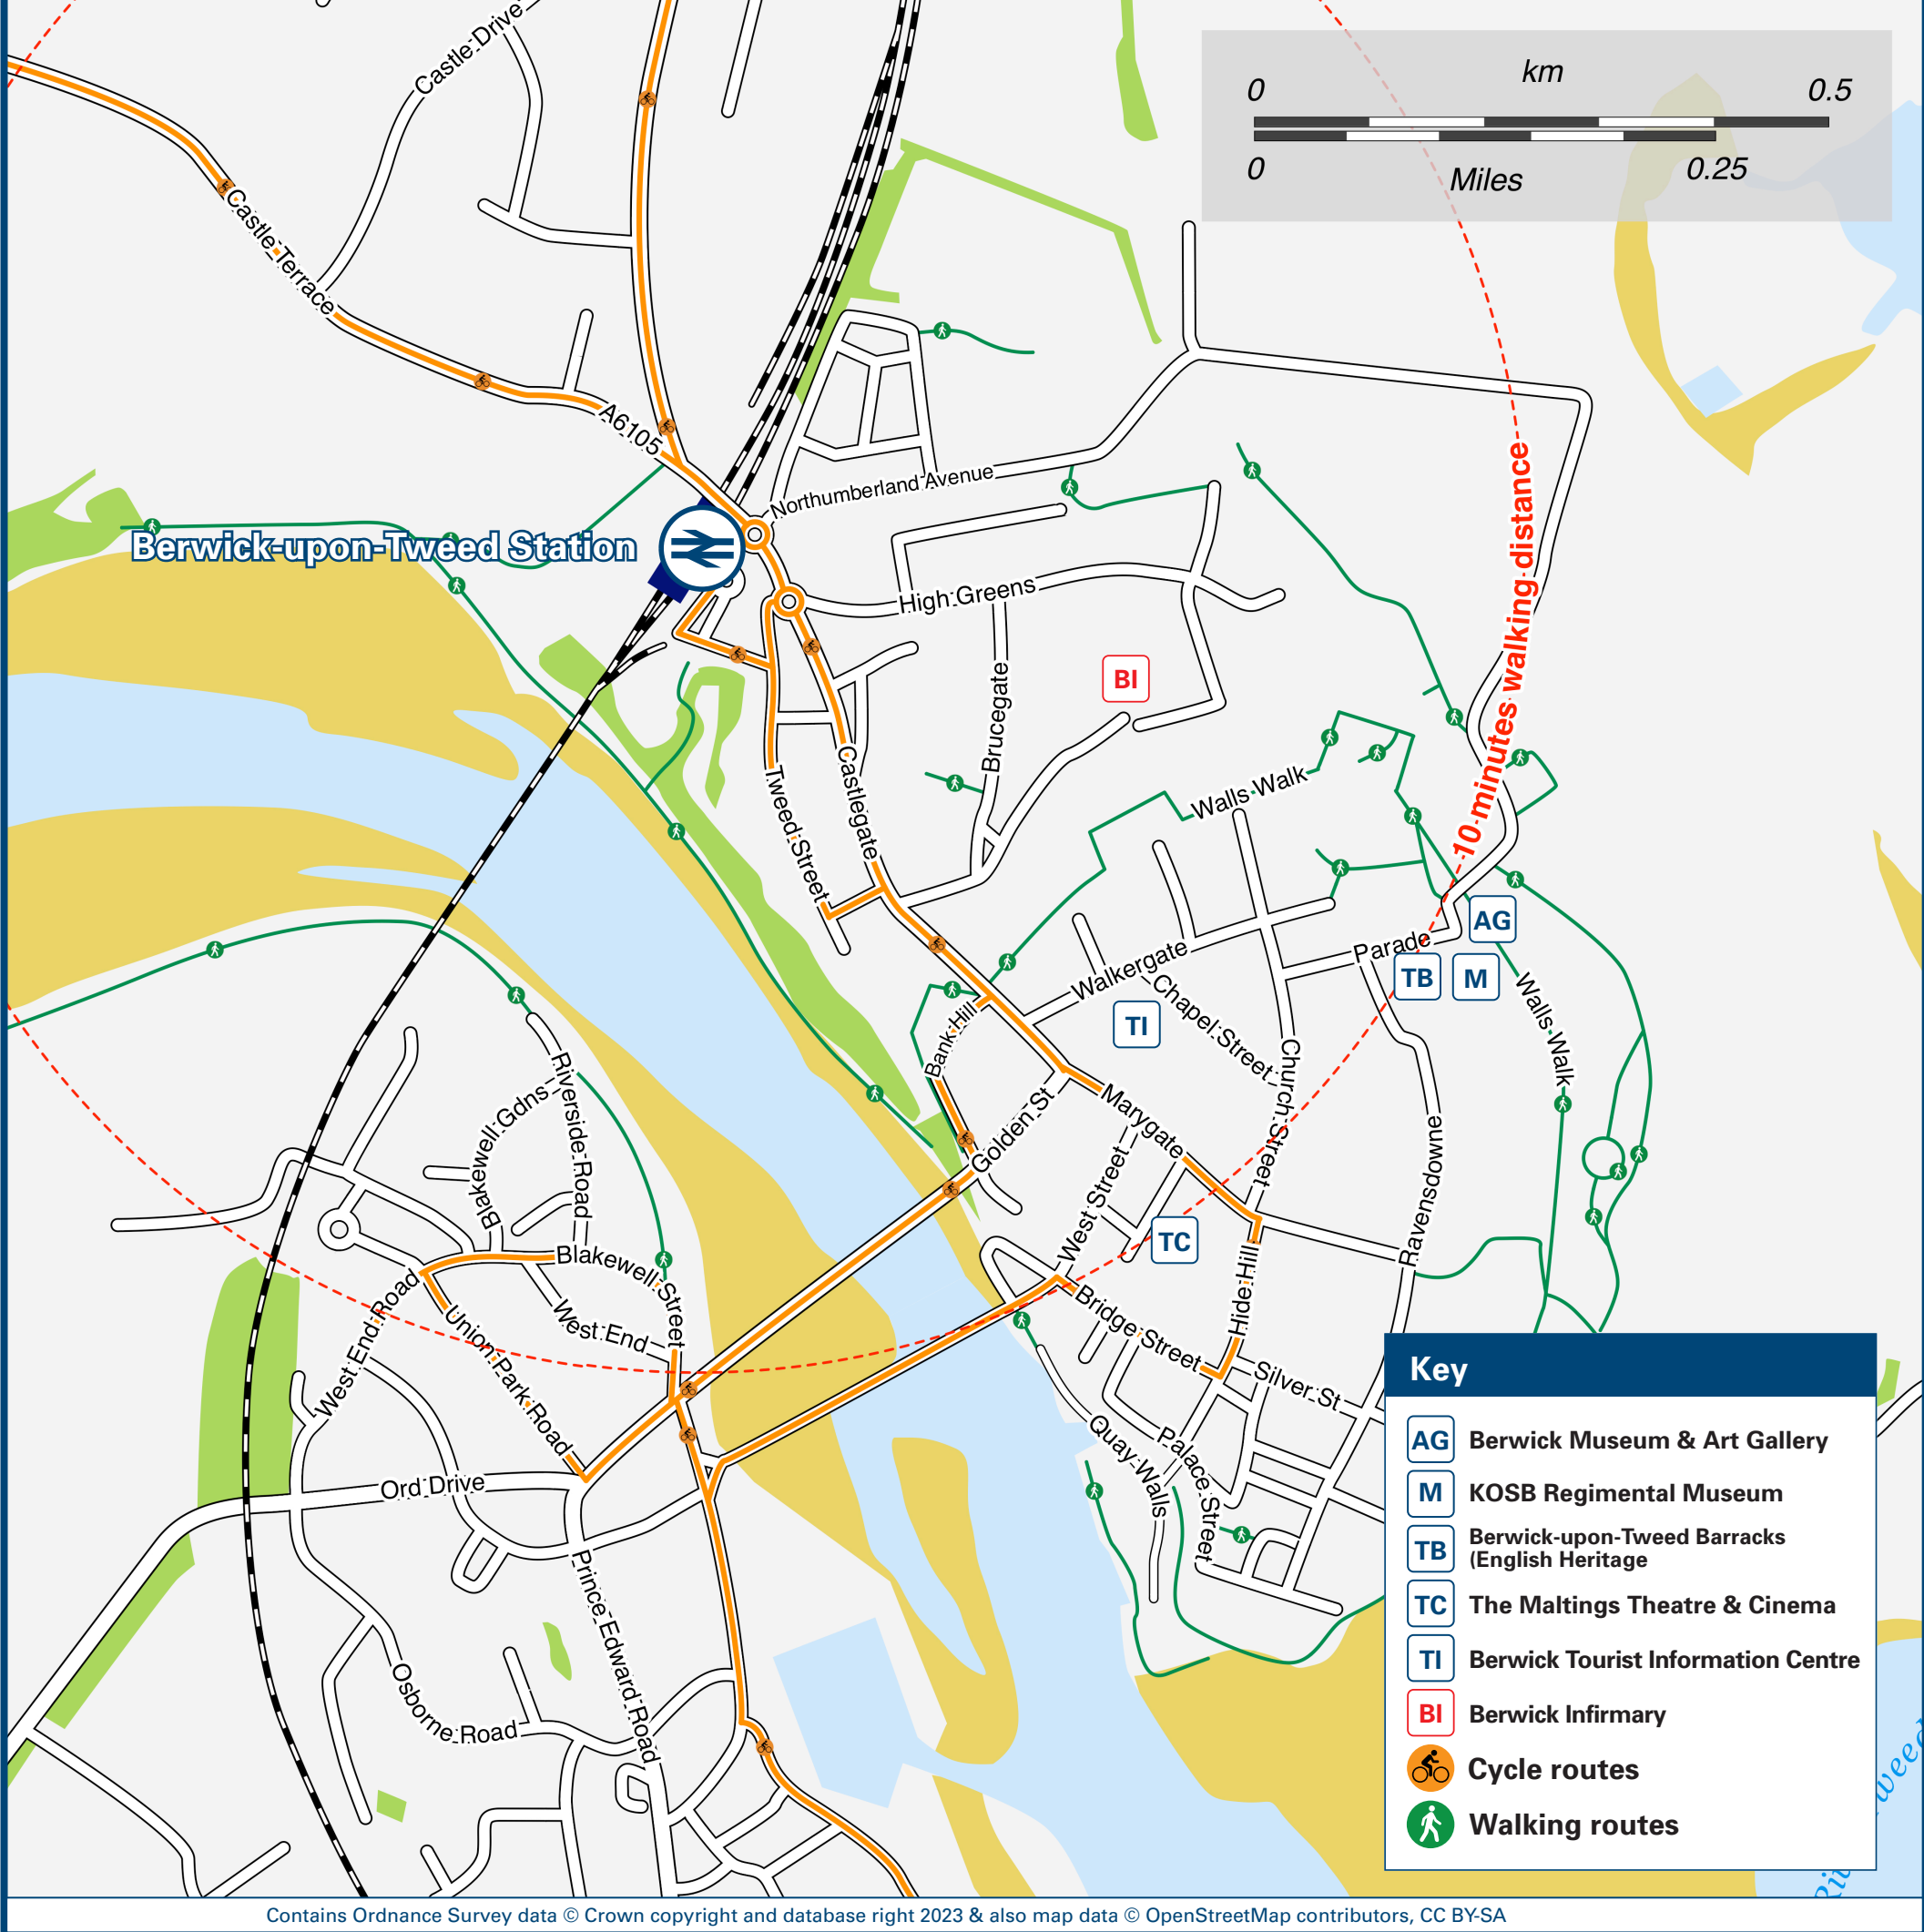 Castle Drive
km
0 0.5
0 0.25
Miles
Castle Terrace
A6105
Northumberland Avenue
Berwick-upon-Tweed Station
High Greens
BI
10 minutes walking distance
Brucegate
Castlegate
Tweed Street
Walls Walk
AG
Parade
TB
M
Walkergate
Chapel Street
TI
Walls Walk
Bank Hill
Church Street
Riverside Road
Blakewell Gdns
Golden St
Marygate
Ravensdowne
West Street
TC
Blakewell Street
West End
West End Road
Union Park Road
Bridge Street
Hide Hill
Silver St
Quay Walls
Palace Street
Ord Drive
Prince Edward Road
Osborne Road
Key
AG Berwick Museum & Art Gallery
M KOSB Regimental Museum
TB Berwick-upon-Tweed Barracks
(English Heritage
TC The Maltings Theatre & Cinema
TI Berwick Tourist Information Centre
BI Berwick Infirmary
Cycle routes
Walking routes
Contains Ordnance Survey data © Crown copyright and database right 2023 & also map data © OpenStreetMap contributors, CC BY-SA